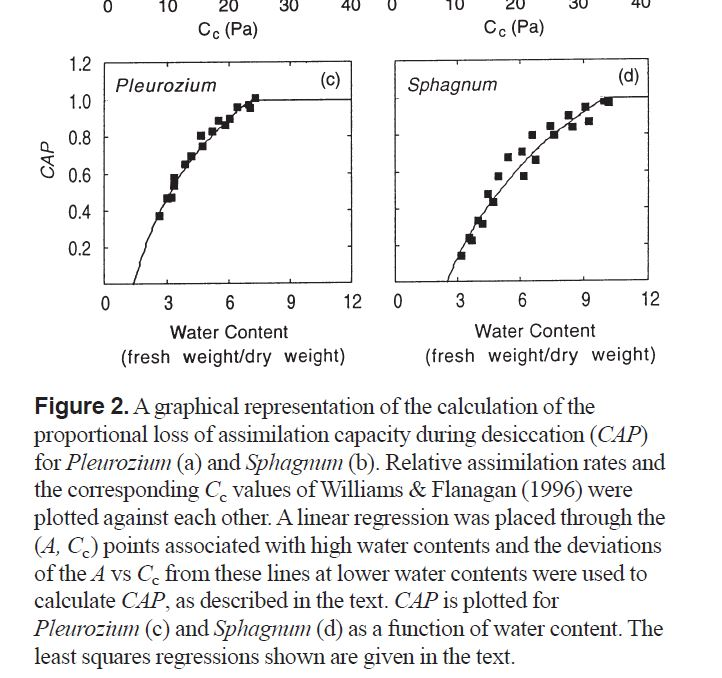 0 10 20 30 40 0 10 20 30 40
Cc (Pa) Cc (Pa)
1.2
Pleurozium (c) Sphagnum (d)
1.0
0.8
CAP
0.6
0.4
0.2
0 3 6 9 12 0 3 6 9 12
Water Content Water Content
(fresh weight/dry weight) (fresh weight/dry weight)
Figure 2. A graphical representation of the calculation of the
proportional loss of assimilation capacity during desiccation (CAP)
for Pleurozium (a) and Sphagnum (b). Relative assimilation rates and
the corresponding Cc values of Williams & Flanagan (1996) were
plotted against each other. A linear regression was placed through the
(A, Cc) points associated with high water contents and the deviations
of the A vs Cc from these lines at lower water contents were used to
calculate CAP, as described in the text. CAP is plotted for
Pleurozium (c) and Sphagnum (d) as a function of water content. The
least squares regressions shown are given in the text.